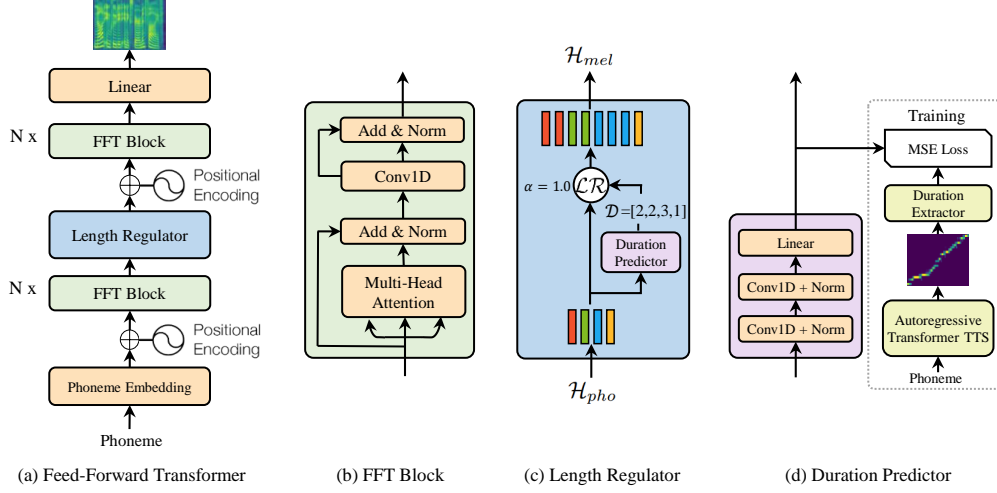 Linear
N x
FFT Block
Positional
Encoding
Length Regulator
N x
FFT Block
Positional
Encoding
Phoneme Embedding
Phoneme
(a) Feed-Forward Transformer
Add & Norm
Conv1D
Add & Norm
Multi-Head
Attention
(b) FFT Block
ℋ_mel
α = 1.0
ℒℛ
𝒟=[2,2,3,1]
Duration
Predictor
ℋ_pho
(c) Length Regulator
Linear
Conv1D + Norm
Conv1D + Norm
Training
MSE Loss
Duration
Extractor
Autoregressive
Transformer TTS
Phoneme
(d) Duration Predictor